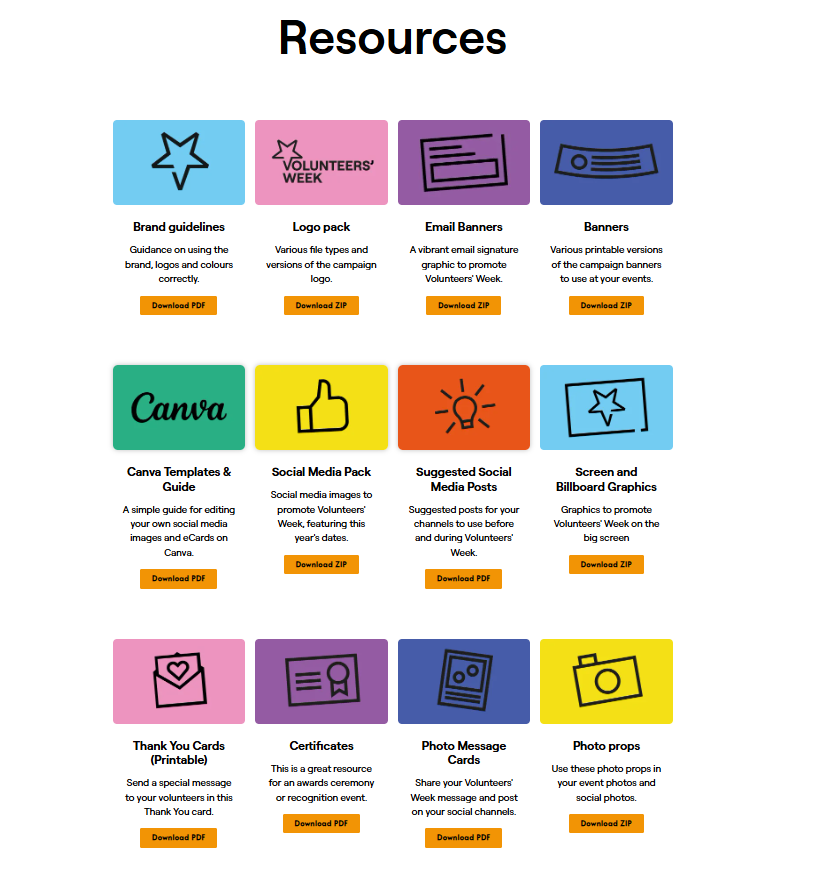 Resources
VOLUNTEERS'
WEEK
Brand guidelines
Guidance on using the
brand, logos and colours
correctly.
Download PDF
Logo pack
Various file types and
versions of the campaign
logo.
Download ZIP
Email Banners
A vibrant email signature
graphic to promote
Volunteers' Week.
Download ZIP
Banners
Various printable versions
of the campaign banners
to use at your events.
Download ZIP
Canva
Canva Templates &
Guide
A simple guide for editing
your own social media
images and eCards on
Canva.
Download PDF
Social Media Pack
Social media images to
promote Volunteers'
Week, featuring this
year's dates.
Download ZIP
Suggested Social
Media Posts
Suggested posts for your
channels to use before
and during Volunteers'
Week.
Download PDF
Screen and
Billboard Graphics
Graphics to promote
Volunteers' Week on the
big screen
Download ZIP
Thank You Cards
(Printable)
Send a special message
to your volunteers in this
Thank You card.
Download PDF
Certificates
This is a great resource
for an awards ceremony
or recognition event.
Download PDF
Photo Message
Cards
Share your Volunteers'
Week message and post
on your social channels.
Download PDF
Photo props
Use these photo props in
your event photos and
social photos.
Download ZIP